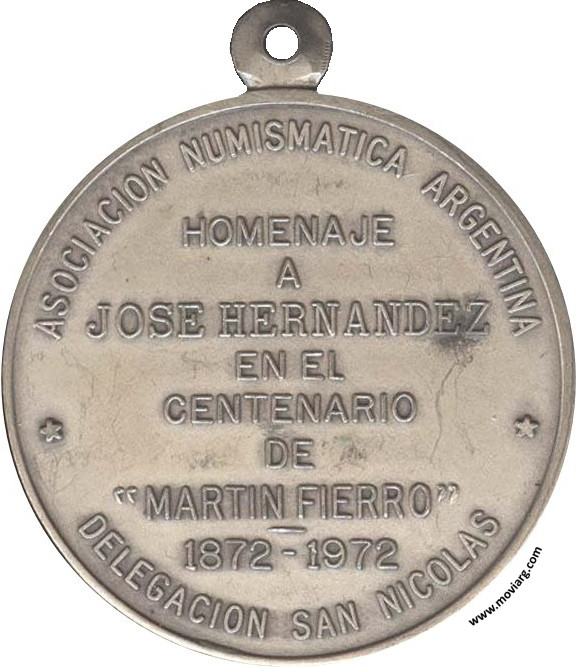 ASOCIACION NUMISMATICA ARGENTINA
HOMENAJE
A
JOSE HERNANDEZ
EN EL
CENTENARIO
DE
"MARTIN FIERRO"
1872-1972
DELEGACION SAN NICOLAS
www.moviarg.com